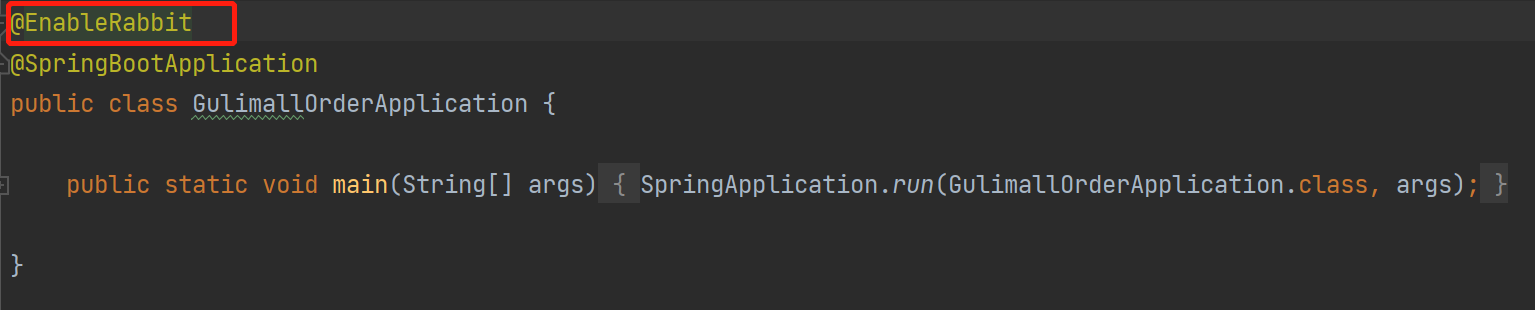 @EnableRabbit
@SpringBootApplication
public class GulimallOrderApplication {
public static void main(String[] args) { SpringApplication.run(GulimallOrderApplication.class, args); }
}